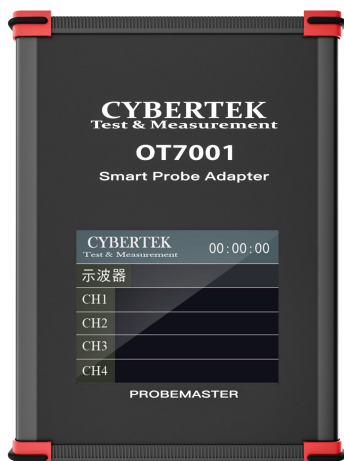 CYBERTEK
Test & Measurement
OT7001
Smart Probe Adapter
CYBERTEK
Test & Measurement
00:00:00
示波器
CH1
CH2
CH3
CH4
PROBEMASTER